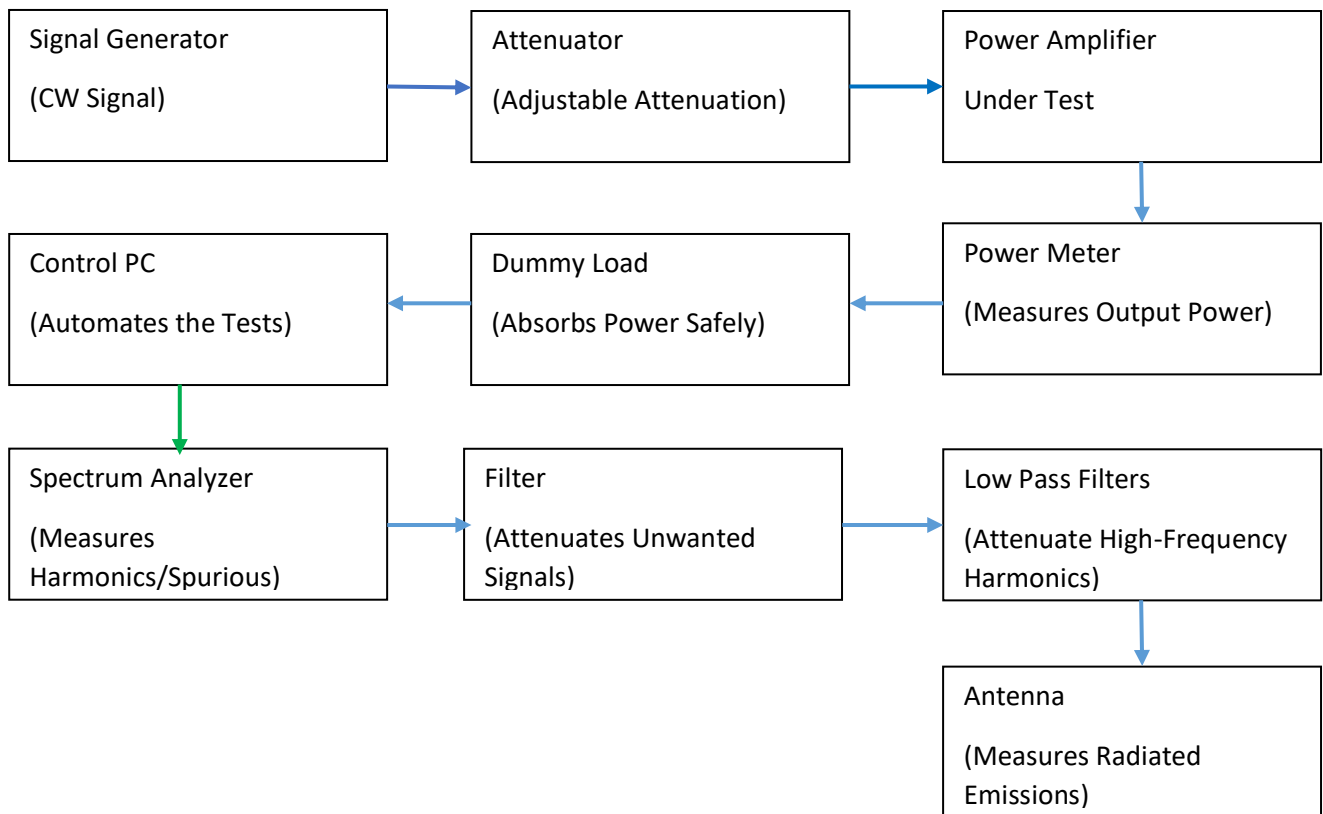 Signal Generator
(CW Signal)
Attenuator
(Adjustable Attenuation)
Power Amplifier
Under Test
Control PC
(Automates the Tests)
Dummy Load
(Absorbs Power Safely)
Power Meter
(Measures Output Power)
Spectrum Analyzer
(Measures
Harmonics/Spurious)
Filter
(Attenuates Unwanted
Signals)
Low Pass Filters
(Attenuate High-Frequency
Harmonics)
Antenna
(Measures Radiated
Emissions)